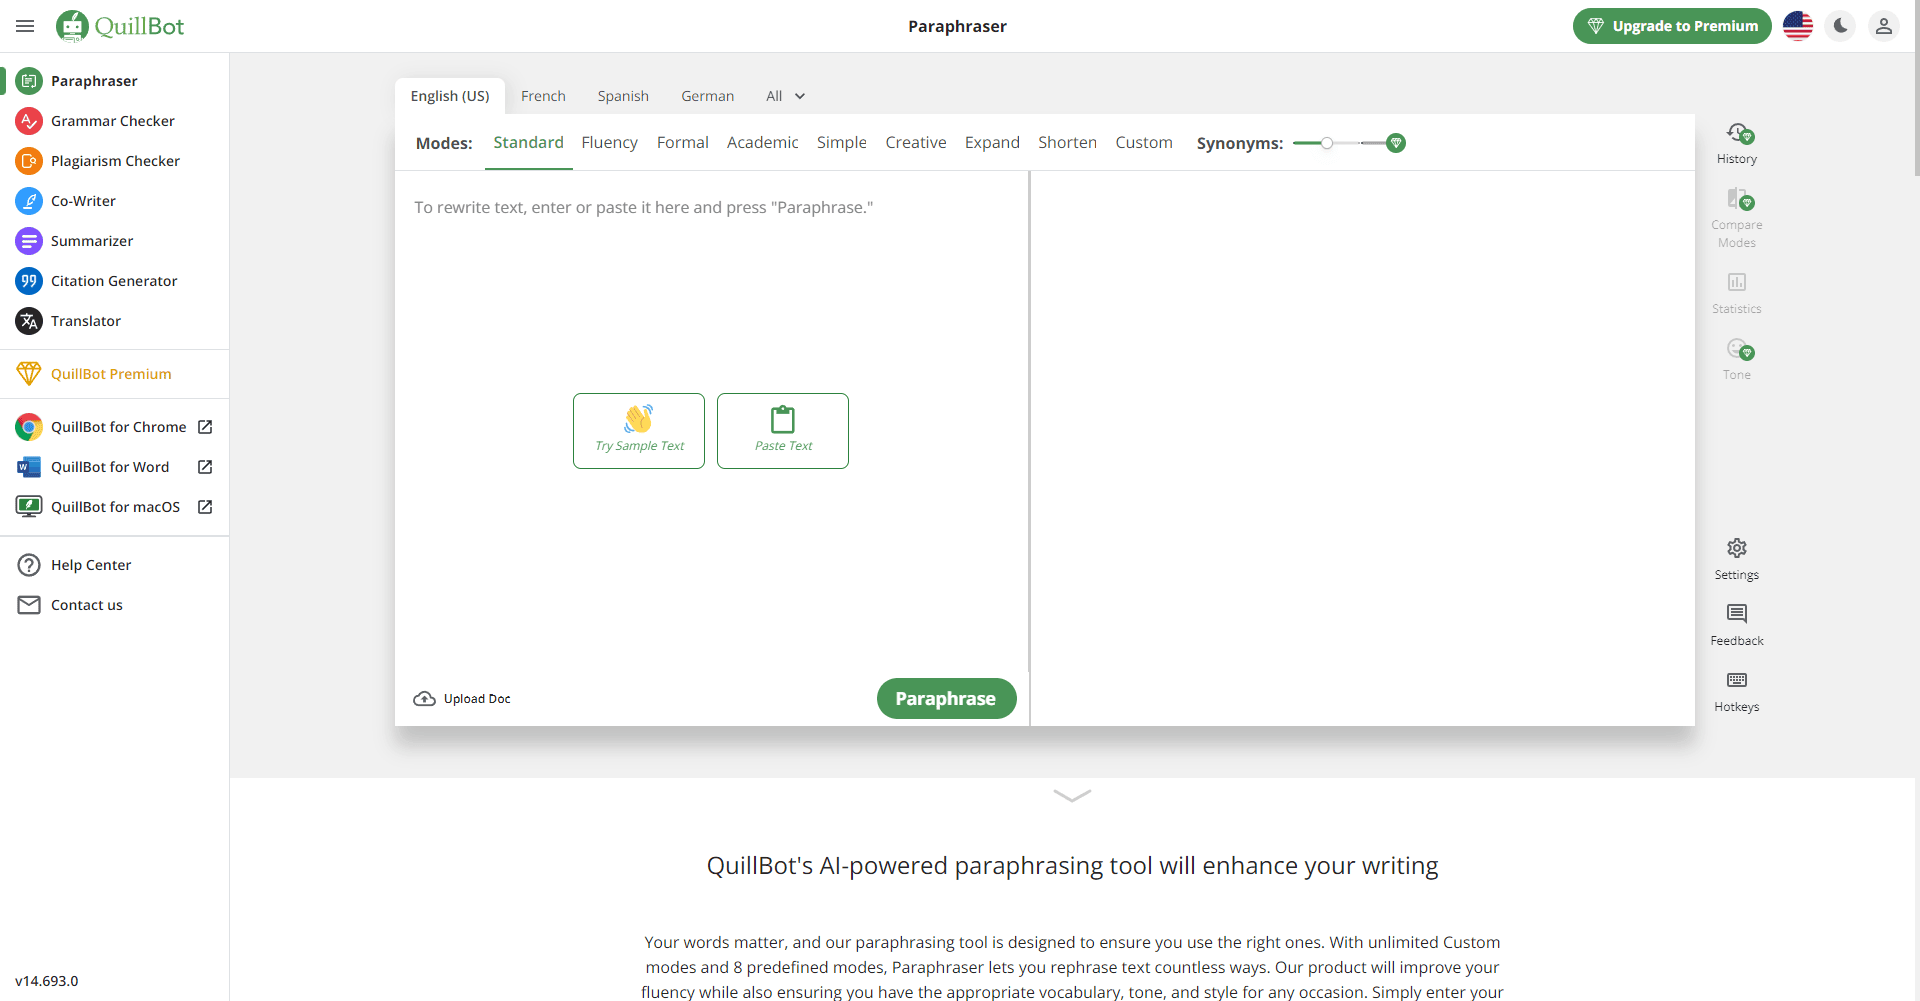 QuillBot
Paraphraser
Upgrade to Premium
Paraphraser
Grammar Checker
Plagiarism Checker
Co-Writer
Summarizer
Citation Generator
Translator
QuillBot Premium
QuillBot for Chrome
QuillBot for Word
QuillBot for macOS
Help Center
Contact us
v14.693.0
English (US) French Spanish German All
Modes: Standard Fluency Formal Academic Simple Creative Expand Shorten Custom Synonyms:
To rewrite text, enter or paste it here and press "Paraphrase."
Try Sample Text Paste Text
Upload Doc Paraphrase
History
Compare
Modes
Statistics
Tone
Settings
Feedback
Hotkeys
QuillBot's AI-powered paraphrasing tool will enhance your writing
Your words matter, and our paraphrasing tool is designed to ensure you use the right ones. With unlimited Custom
modes and 8 predefined modes, Paraphraser lets you rephrase text countless ways. Our product will improve your
fluency while also ensuring you have the appropriate vocabulary, tone, and style for any occasion. Simply enter your